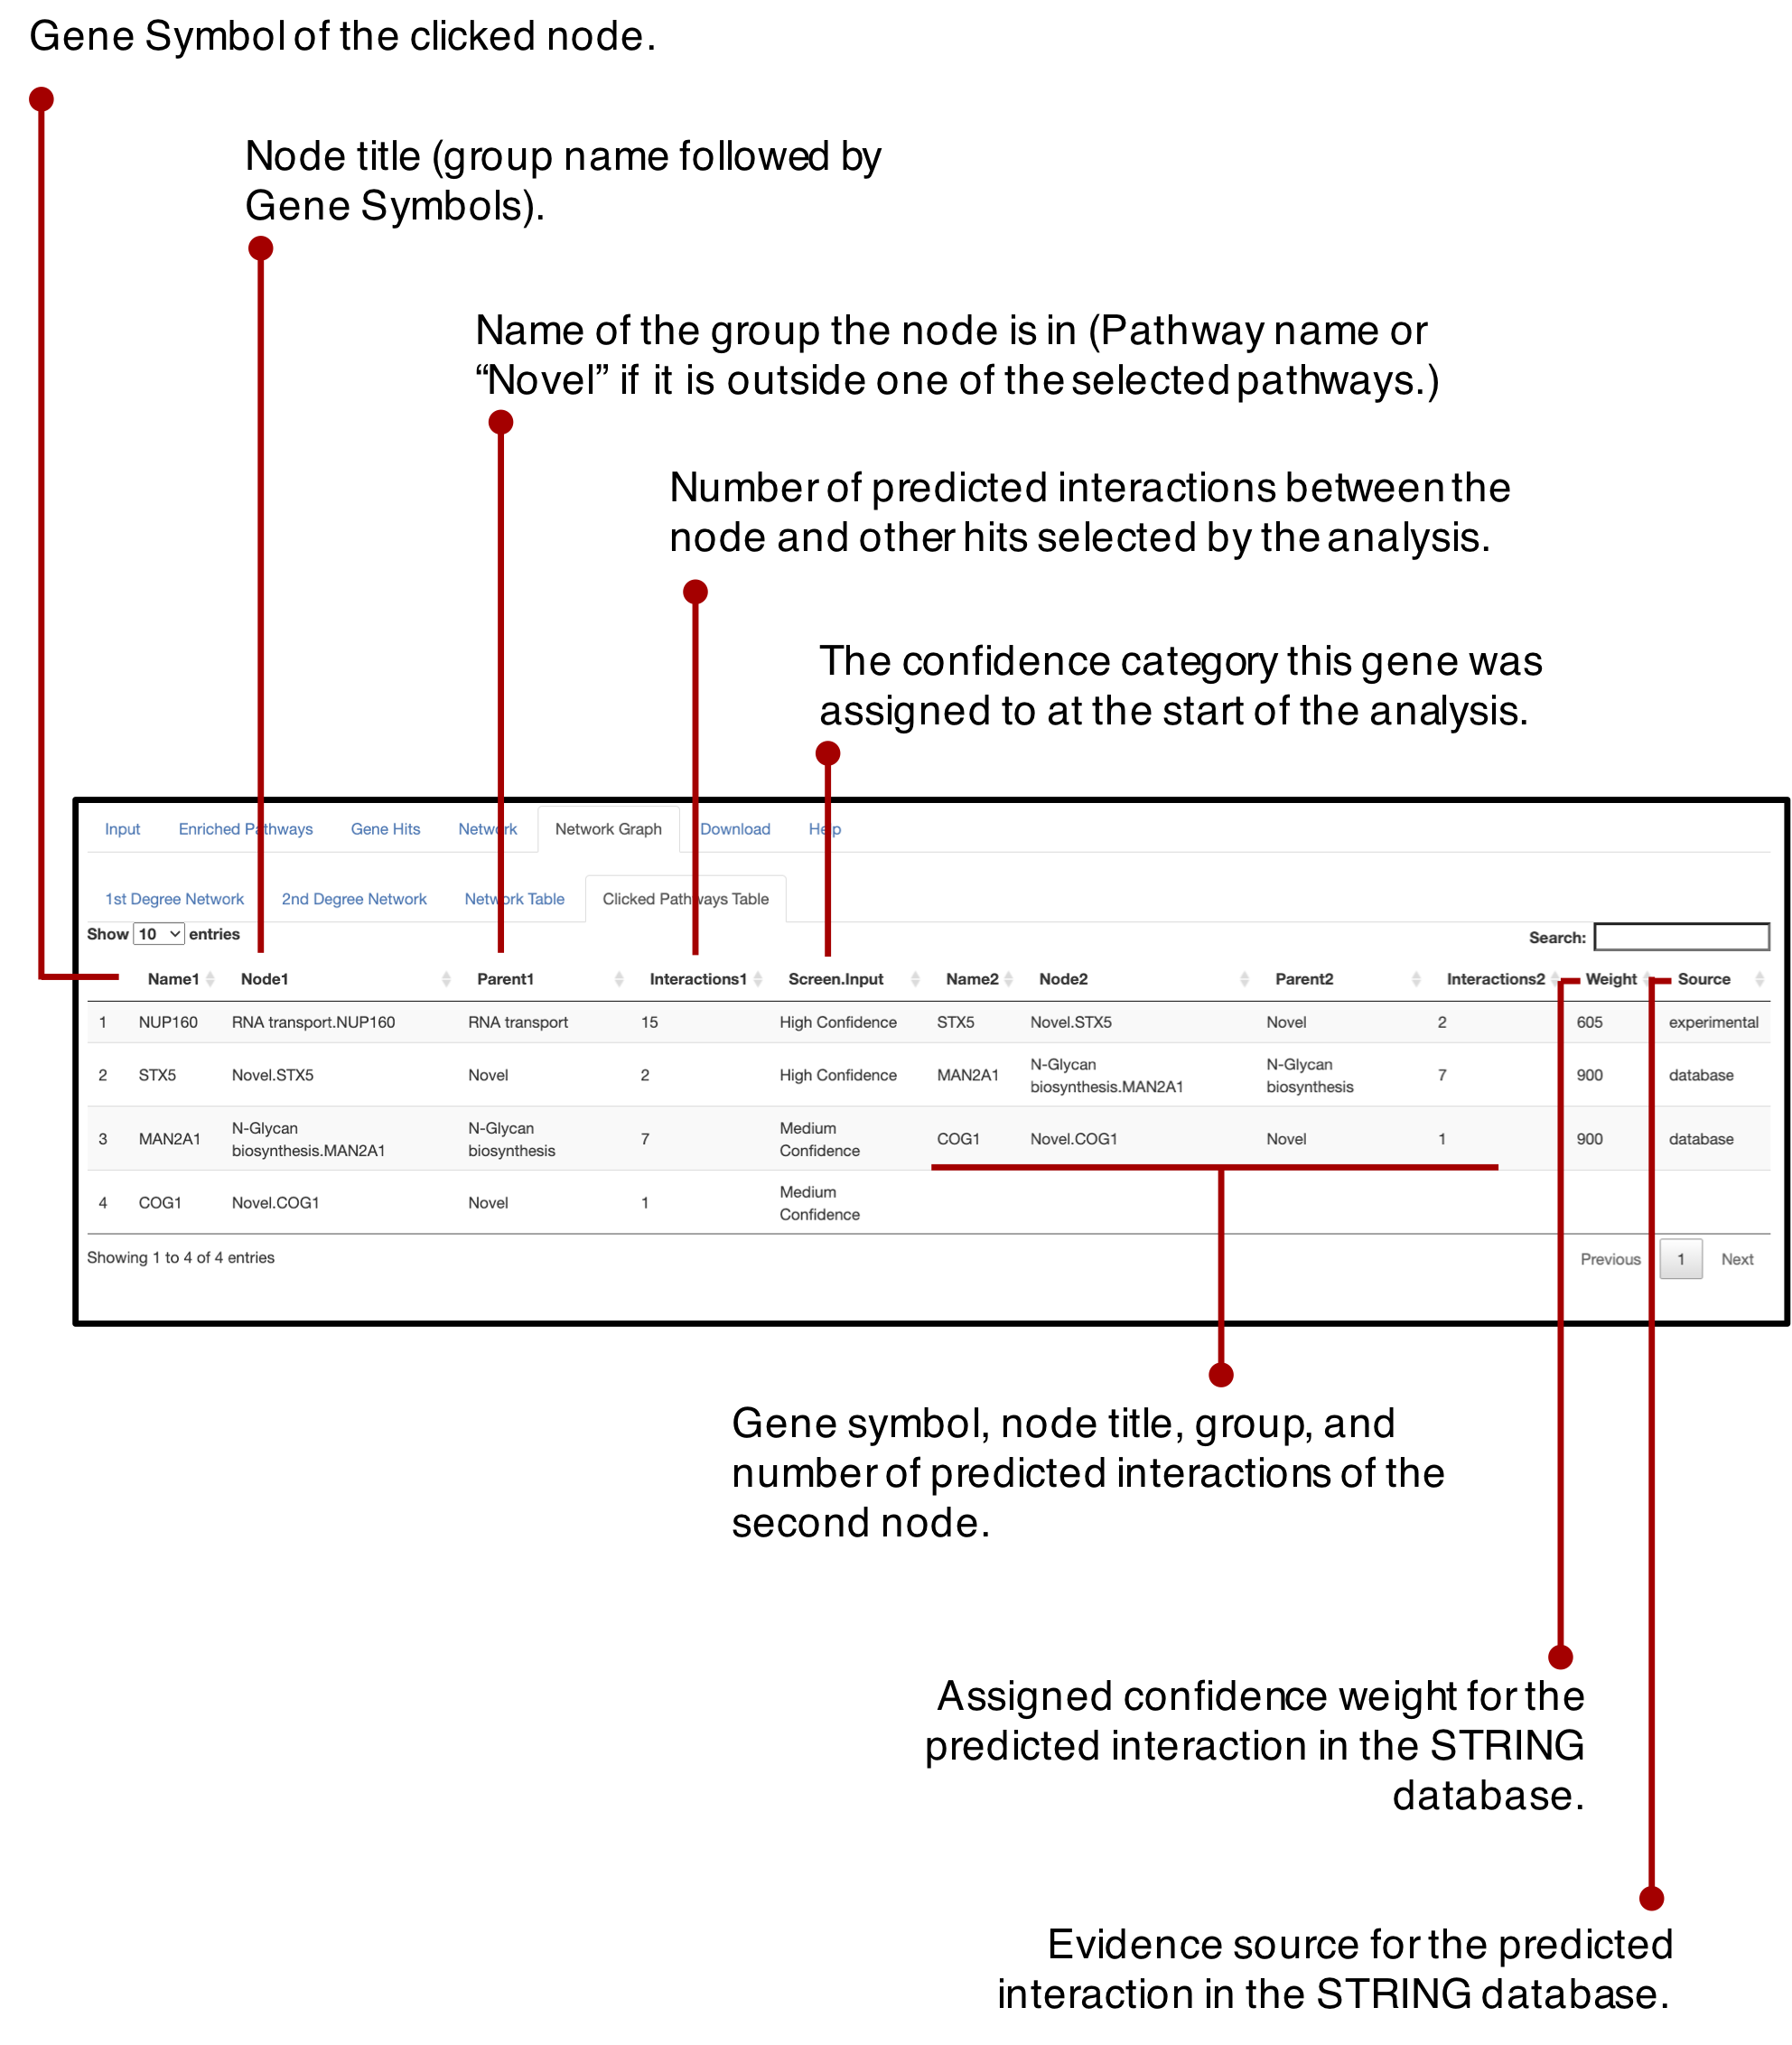 Gene Symbol of the clicked node.
Node title (group name followed by
Gene Symbols).
Name of the group the node is in (Pathway name or
“Novel” if it is outside one of the selected pathways.)
Number of predicted interactions between the
node and other hits selected by the analysis.
The confidence category this gene was
assigned to at the start of the analysis.
Input Enriched Pathways Gene Hits Network Network Graph Download Help
1st Degree Network 2nd Degree Network Network Table Clicked Pathways Table
Show 10 entries Search:
Name1 Node1 Parent1 Interactions1 Screen.Input Name2 Node2 Parent2 Interactions2 Weight Source
1 NUP160 RNA transport.NUP160 RNA transport 15 High Confidence STX5 Novel.STX5 Novel 2 605 experimental
2 STX5 Novel.STX5 Novel 2 High Confidence MAN2A1 N-Glycan biosynthesis.MAN2A1 N-Glycan biosynthesis 7 900 database
3 MAN2A1 N-Glycan biosynthesis.MAN2A1 N-Glycan biosynthesis 7 Medium Confidence COG1 Novel.COG1 Novel 1 900 database
4 COG1 Novel.COG1 Novel 1 Medium Confidence
Showing 1 to 4 of 4 entries Previous 1 Next
Gene symbol, node title, group, and
number of predicted interactions of the
second node.
Assigned confidence weight for the
predicted interaction in the STRING
database.
Evidence source for the predicted
interaction in the STRING database.